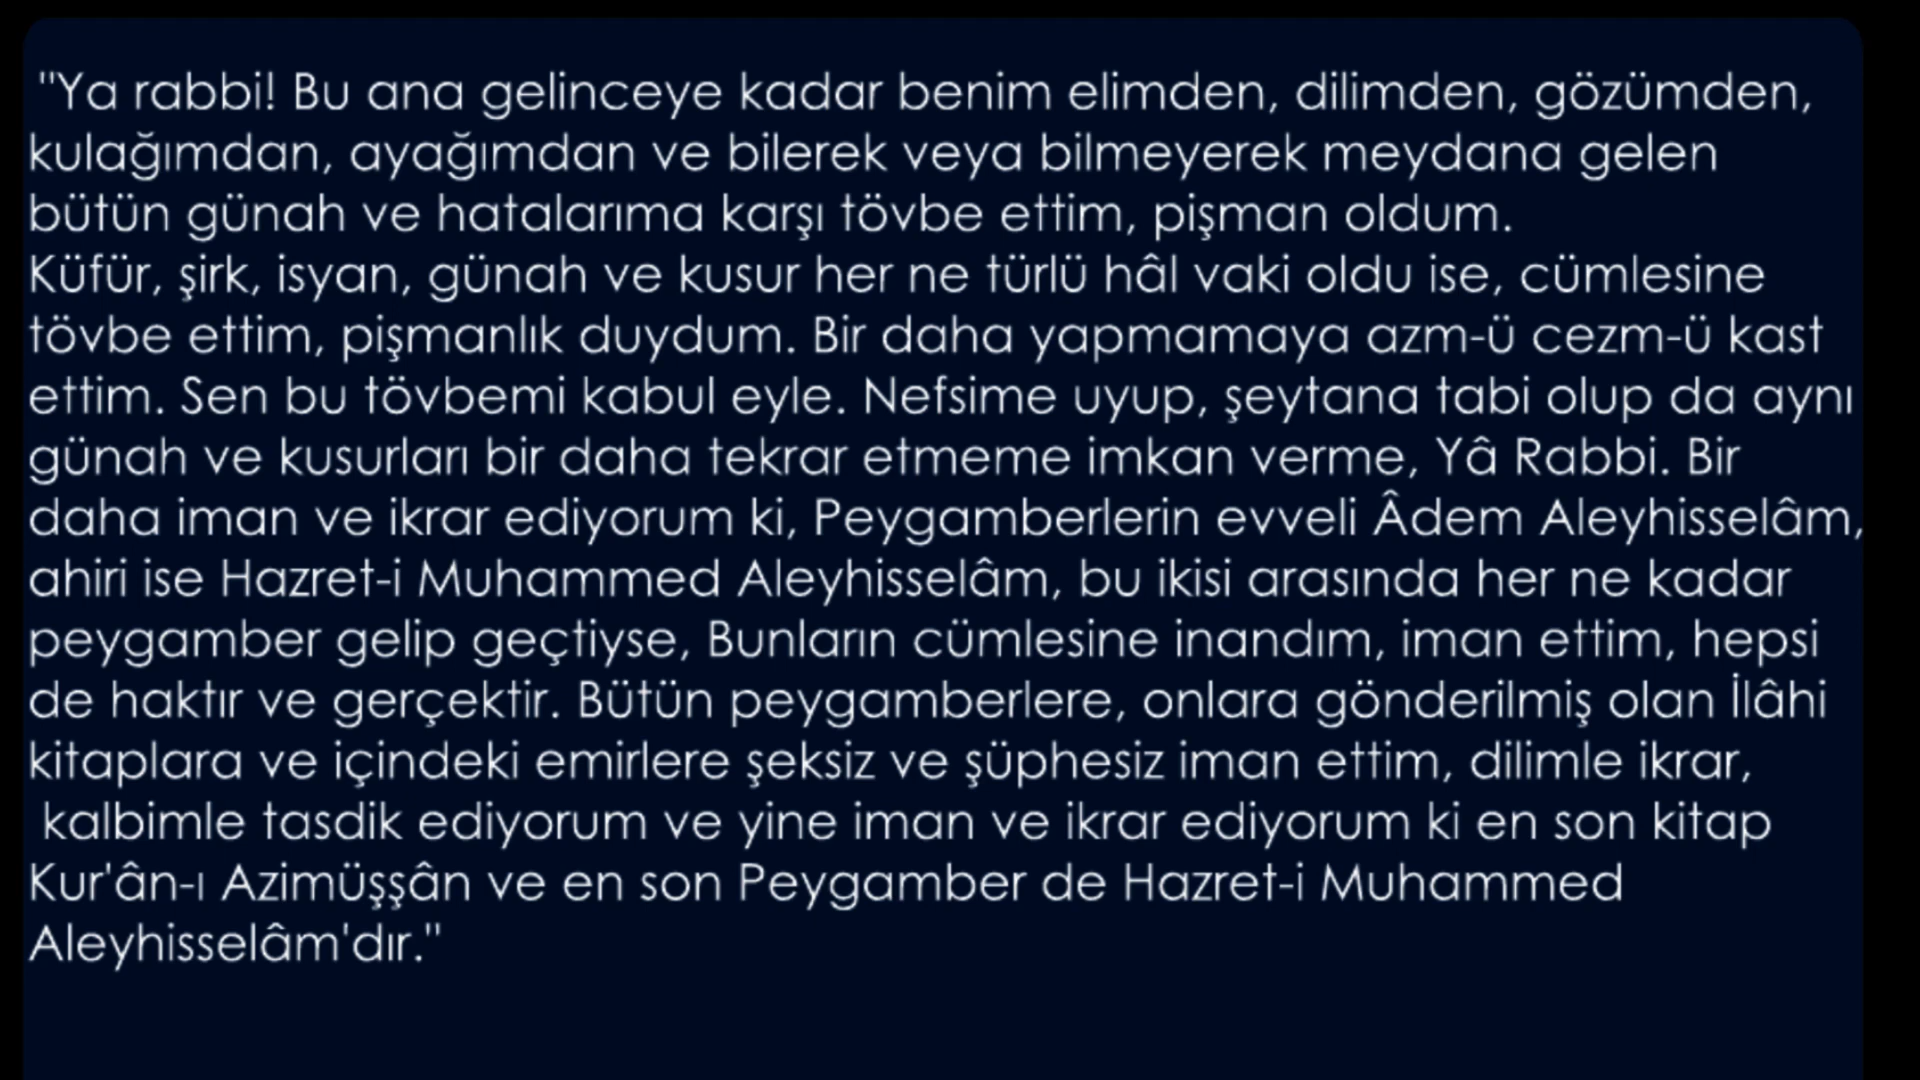 "Ya rabbi! Bu ana gelinceye kadar benim elimden, dilimden, gözümden,
kulağımdan, ayağımdan ve bilerek veya bilmeyerek meydana gelen
bütün günah ve hatalarıma karşı tövbe ettim, pişman oldum.
Küfür, şirk, isyan, günah ve kusur her ne türlü hâl vaki oldu ise, cümlesine
tövbe ettim, pişmanlık duydum. Bir daha yapmamaya azm-ü cezm-ü kast
ettim. Sen bu tövbemi kabul eyle. Nefsime uyup, şeytana tabi olup da aynı
günah ve kusurları bir daha tekrar etmeme imkan verme, Yâ Rabbi. Bir
daha iman ve ikrar ediyorum ki, Peygamberlerin evveli Âdem Aleyhisselâm,
ahiri ise Hazret-i Muhammed Aleyhisselâm, bu ikisi arasında her ne kadar
peygamber gelip geçtiyse, Bunların cümlesine inandım, iman ettim, hepsi
de haktır ve gerçektir. Bütün peygamberlere, onlara gönderilmiş olan İlâhi
kitaplara ve içindeki emirlere şeksiz ve şüphesiz iman ettim, dilimle ikrar,
kalbimle tasdik ediyorum ve yine iman ve ikrar ediyorum ki en son kitap
Kur'ân-ı Azimüşşân ve en son Peygamber de Hazret-i Muhammed
Aleyhisselâm'dır."